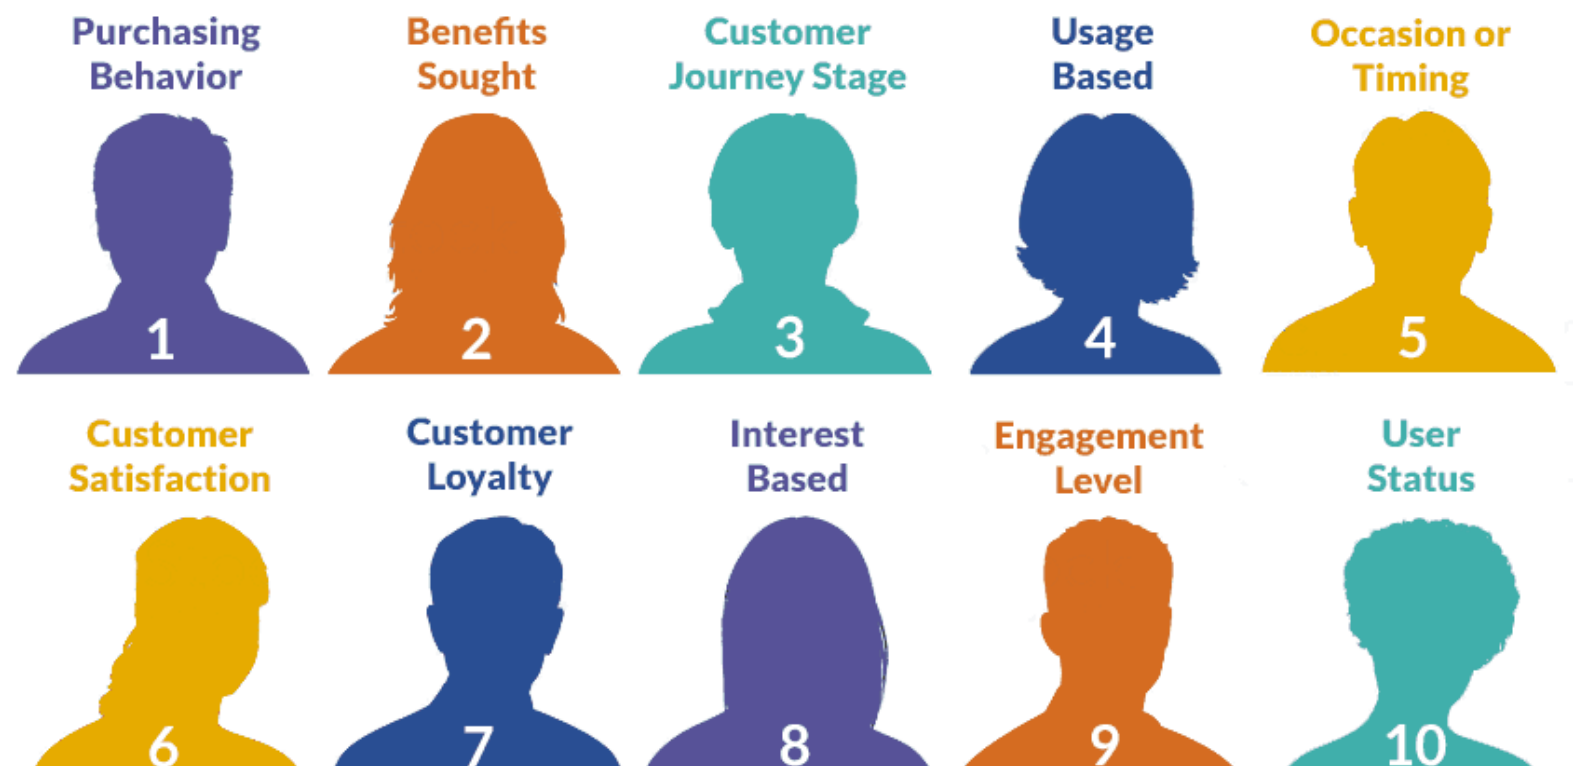 Purchasing
Behavior
1
Benefits
Sought
2
Customer
Journey Stage
3
Usage
Based
4
Occasion or
Timing
5
Customer
Satisfaction
6
Customer
Loyalty
7
Interest
Based
8
Engagement
Level
9
User
Status
10